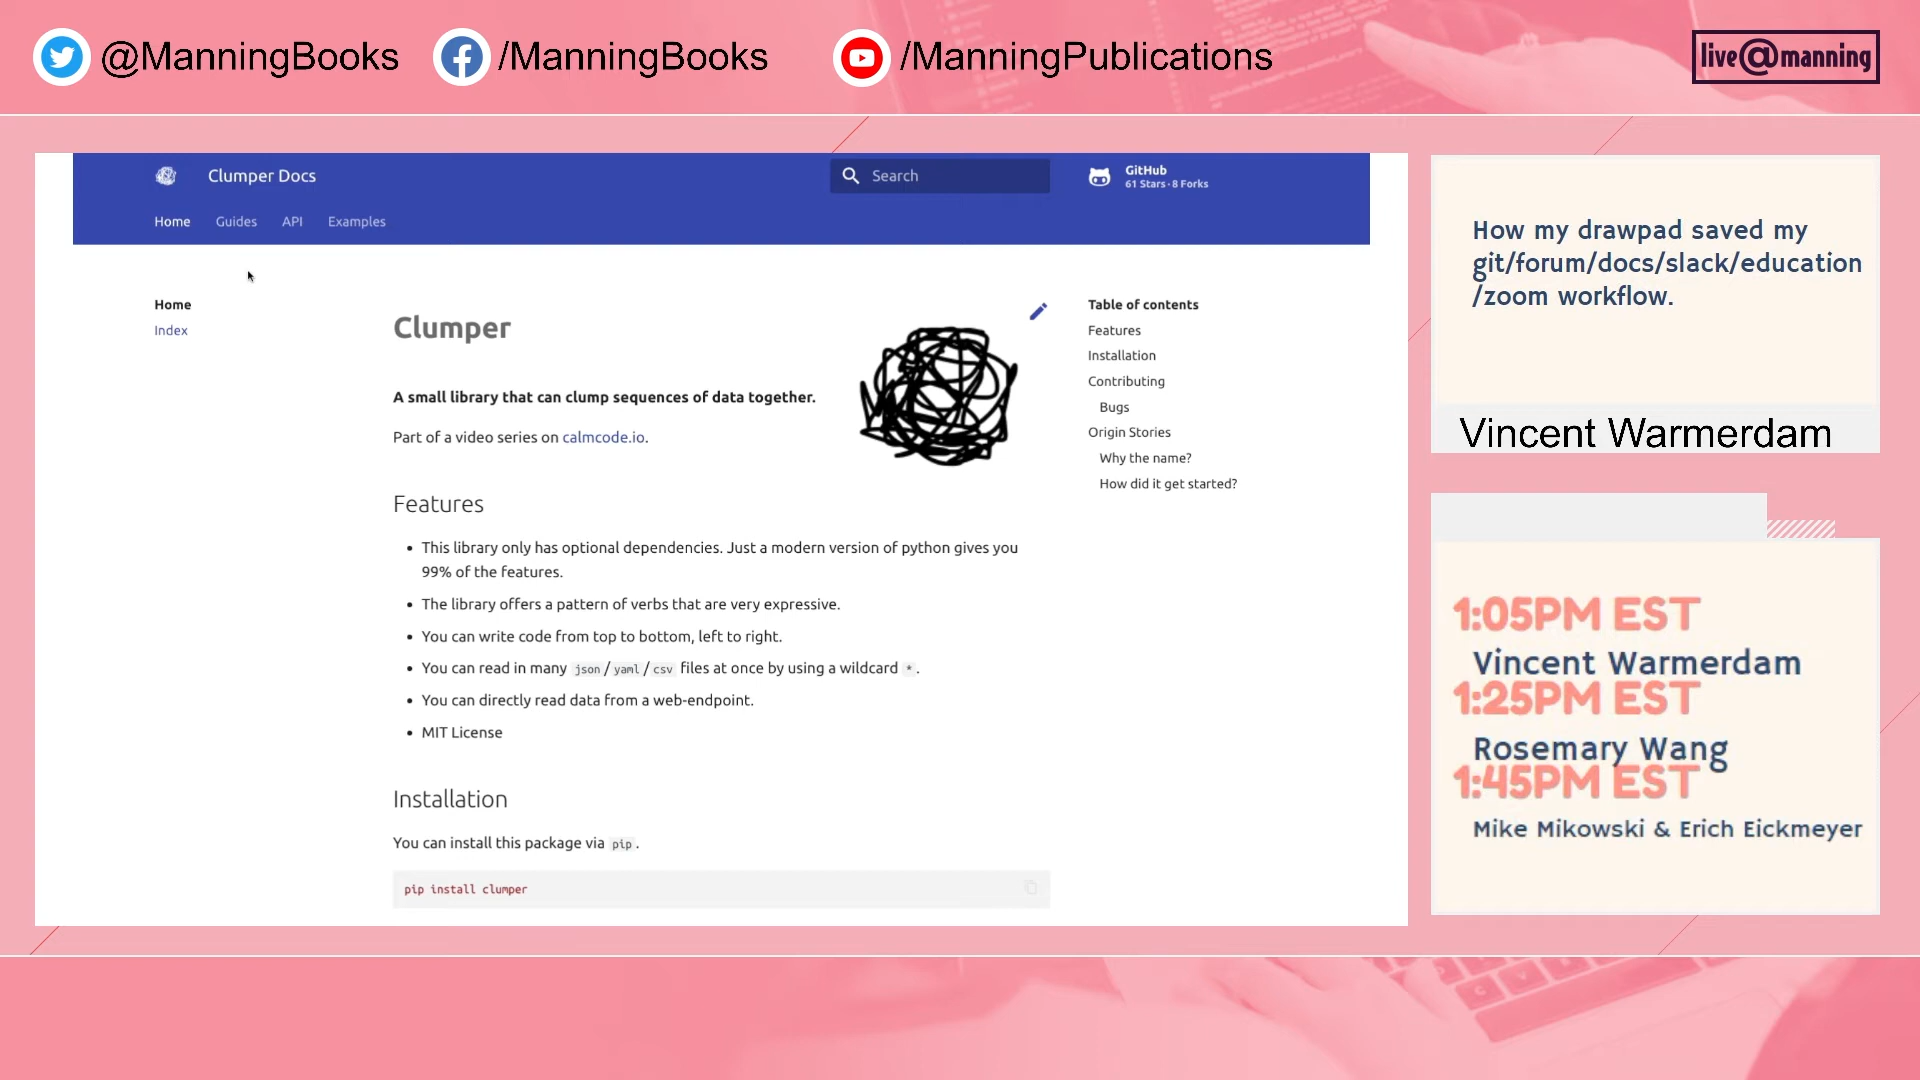 @ManningBooks
/ManningBooks
/ManningPublications
live@manning
Clumper Docs
Search
GitHub
61 Stars · 8 Forks
Home
Guides
API
Examples
Home
Index
Clumper
A small library that can clump sequences of data together.
Part of a video series on calmcode.io.
Features
• This library only has optional dependencies. Just a modern version of python gives you
99% of the features.
• The library offers a pattern of verbs that are very expressive.
• You can write code from top to bottom, left to right.
• You can read in many json/yaml/csv files at once by using a wildcard *.
• You can directly read data from a web-endpoint.
• MIT License
Installation
You can install this package via pip.
pip install clumper
Table of contents
Features
Installation
Contributing
Bugs
Origin Stories
Why the name?
How did it get started?
How my drawpad saved my
git/forum/docs/slack/education
/zoom workflow.
Vincent Warmerdam
1:05PM EST
Vincent Warmerdam
1:25PM EST
Rosemary Wang
1:45PM EST
Mike Mikowski & Erich Eickmeyer